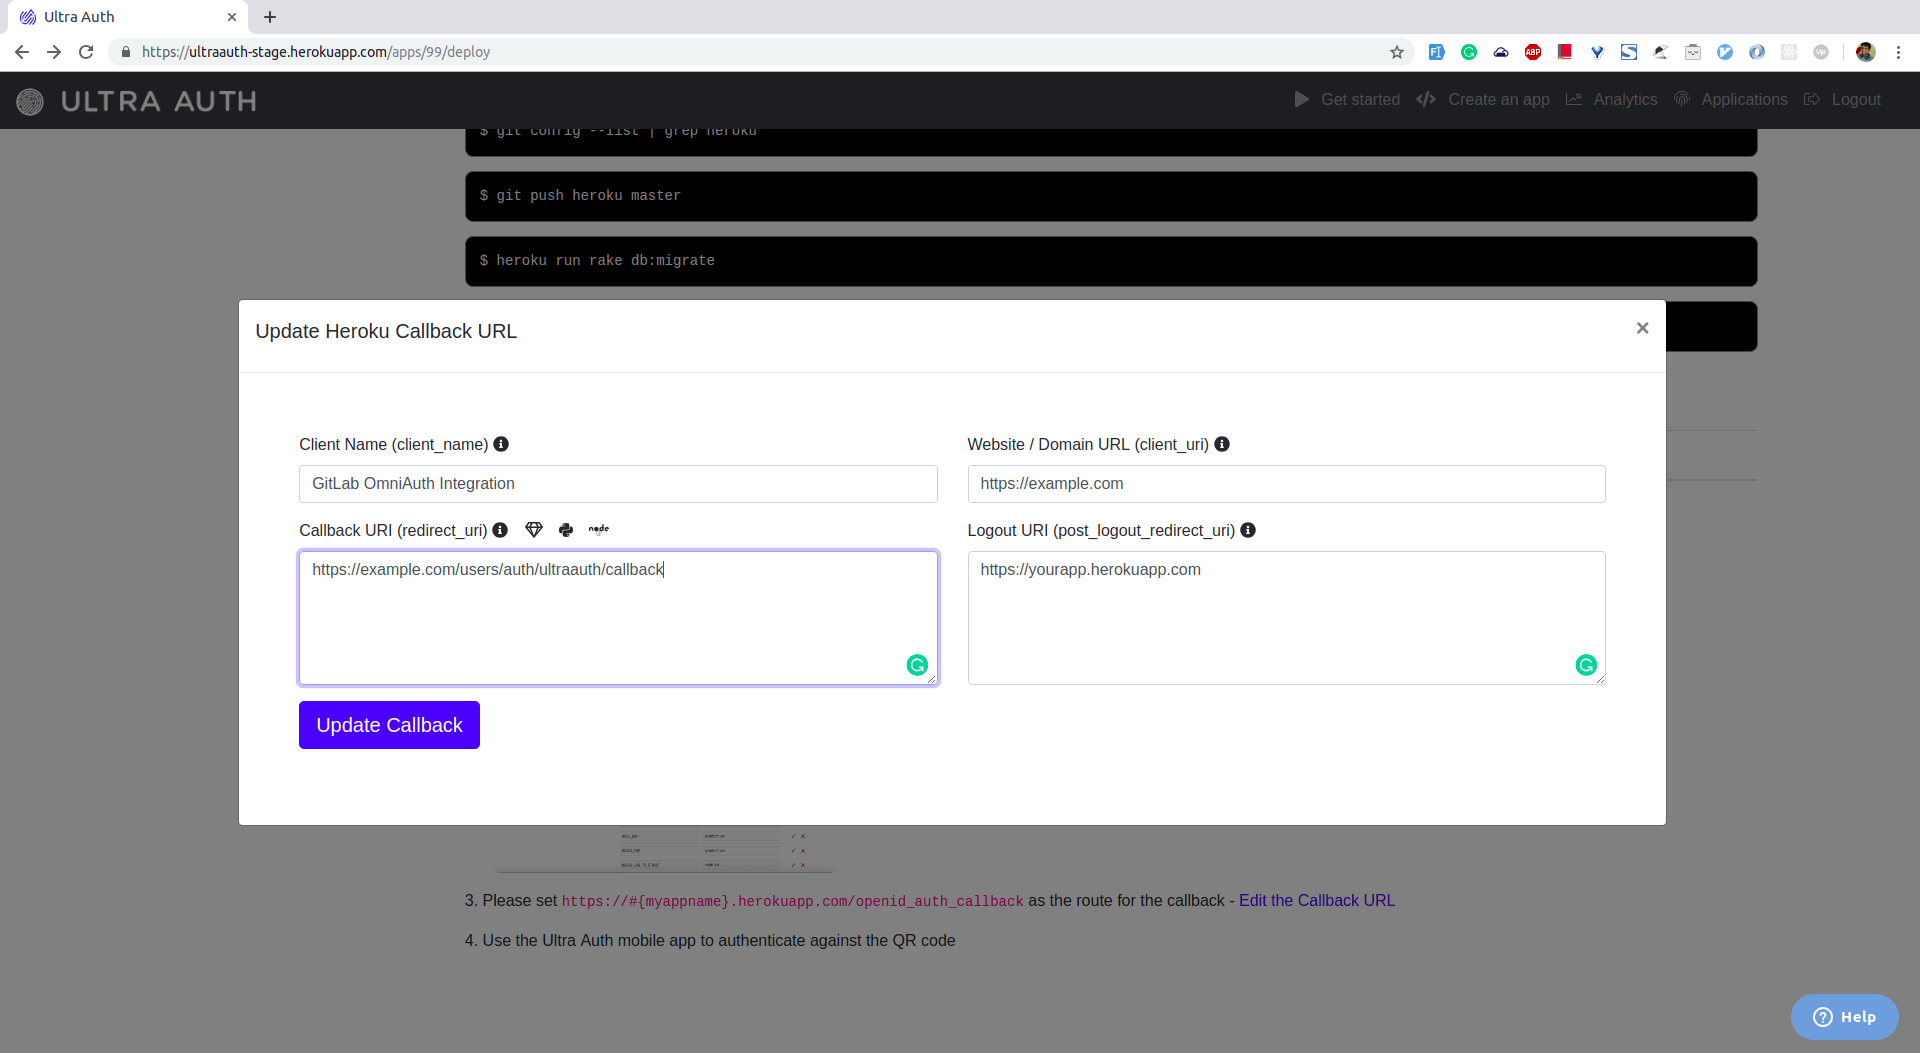 Ultra Auth
https://ultraauth-stage.herokuapp.com/apps/99/deploy
ULTRA AUTH
Get started
Create an app
Analytics
Applications
Logout
$ git config --list | grep heroku
$ git push heroku master
$ heroku run rake db:migrate
Update Heroku Callback URL
×
Client Name (client_name)
Website / Domain URL (client_uri)
GitLab OmniAuth Integration
https://example.com
Callback URI (redirect_uri)
node
Logout URI (post_logout_redirect_uri)
https://example.com/users/auth/ultraauth/callback
https://yourapp.herokuapp.com
Update Callback
3. Please set https://#{myappname}.herokuapp.com/openid_auth_callback as the route for the callback - Edit the Callback URL
4. Use the Ultra Auth mobile app to authenticate against the QR code
Help